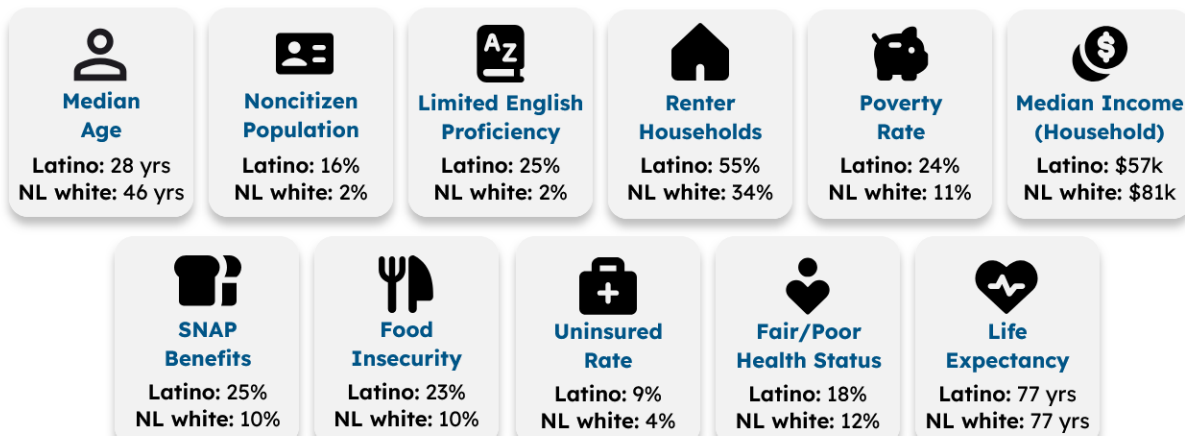 AZ
Median
Age
Latino: 28 yrs
NL white: 46 yrs
Noncitizen
Population
Latino: 16%
NL white: 2%
Limited English
Proficiency
Latino: 25%
NL white: 2%
Renter
Households
Latino: 55%
NL white: 34%
Poverty
Rate
Latino: 24%
NL white: 11%
$
Median Income
(Household)
Latino: $57k
NL white: $81k
SNAP
Benefits
Latino: 25%
NL white: 10%
Food
Insecurity
Latino: 23%
NL white: 10%
Uninsured
Rate
Latino: 9%
NL white: 4%
Fair/Poor
Health Status
Latino: 18%
NL white: 12%
Life
Expectancy
Latino: 77 yrs
NL white: 77 yrs